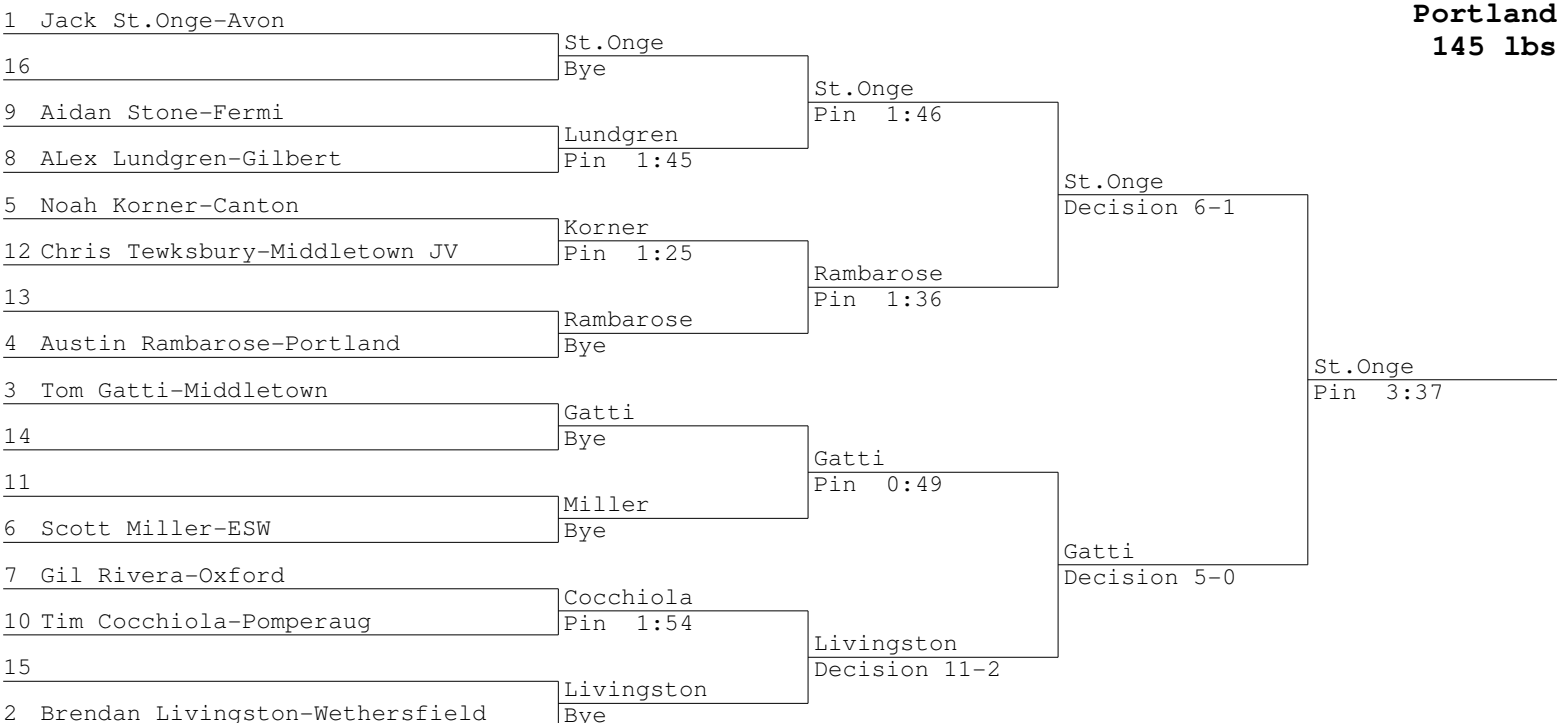 Portland
145 lbs
1 Jack St.Onge-Avon
16
9 Aidan Stone-Fermi
8 ALex Lundgren-Gilbert
5 Noah Korner-Canton
12 Chris Tewksbury-Middletown JV
13
4 Austin Rambarose-Portland
3 Tom Gatti-Middletown
14
11
6 Scott Miller-ESW
7 Gil Rivera-Oxford
10 Tim Cocchiola-Pomperaug
15
2 Brendan Livingston-Wethersfield
St.Onge
Bye
Lundgren
Pin 1:45
Korner
Pin 1:25
Rambarose
Bye
Gatti
Bye
Miller
Bye
Cocchiola
Pin 1:54
Livingston
Bye
St.Onge
Pin 1:46
Rambarose
Pin 1:36
Gatti
Pin 0:49
Livingston
Decision 11-2
St.Onge
Decision 6-1
Gatti
Decision 5-0
St.Onge
Pin 3:37